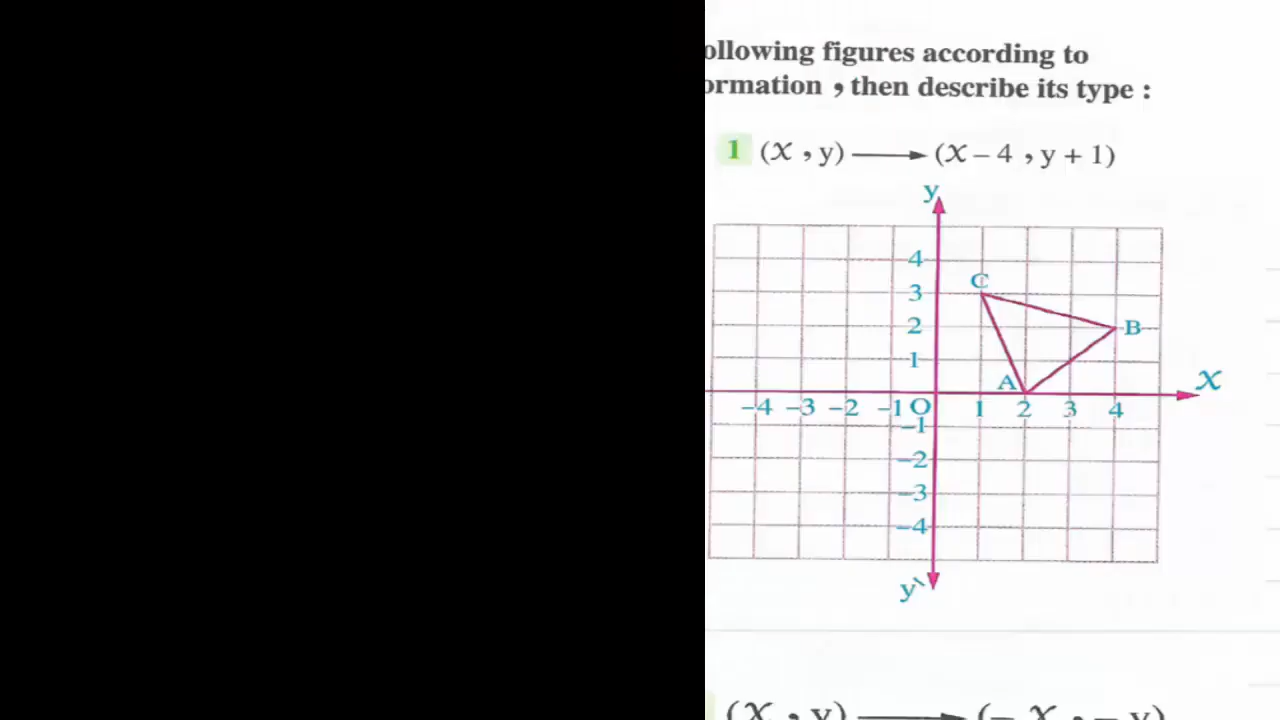 ollowing figures according to
ormation , then describe its type :
1 (x , y) ⟶ (x – 4 , y + 1)
y
4
C
3
2
B
1
A
x
–4 –3 –2 –1 O 1 2 3 4
–1
–2
–3
–4
y\
(x , y) ⟶ (– x , – y)